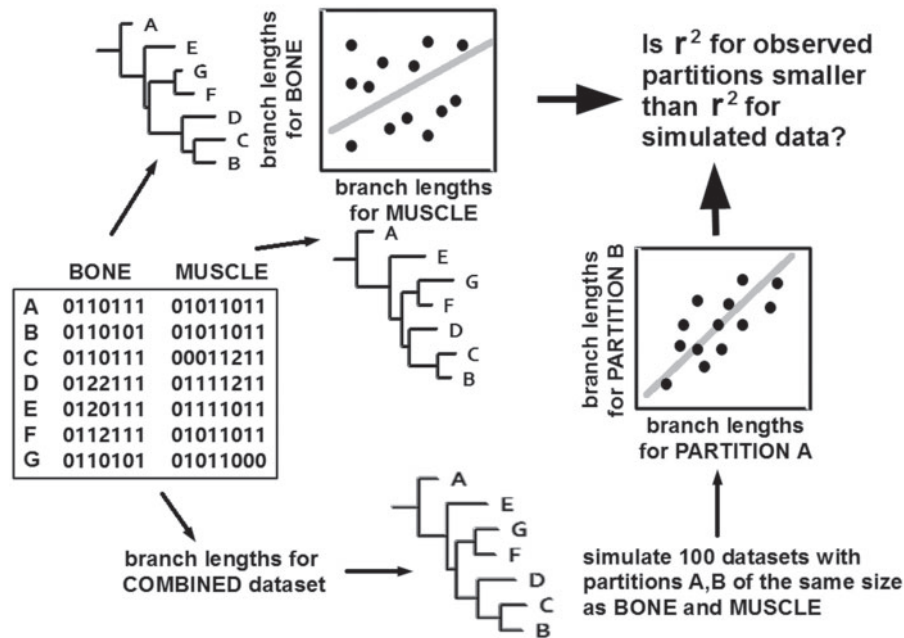 A
E
G
F
D
C
B
branch lengths
for BONE
branch lengths
for MUSCLE
Is r² for observed
partitions smaller
than r² for
simulated data?
A
E
G
F
D
C
B
BONE MUSCLE
A 0110111 01011011
B 0110101 01011011
C 0110111 00011211
D 0122111 01111211
E 0120111 01111011
F 0112111 01011011
G 0110101 01011000
branch lengths
for PARTITION B
branch lengths
for PARTITION A
branch lengths for
COMBINED dataset
A
E
G
F
D
C
B
simulate 100 datasets with
partitions A,B of the same size
as BONE and MUSCLE